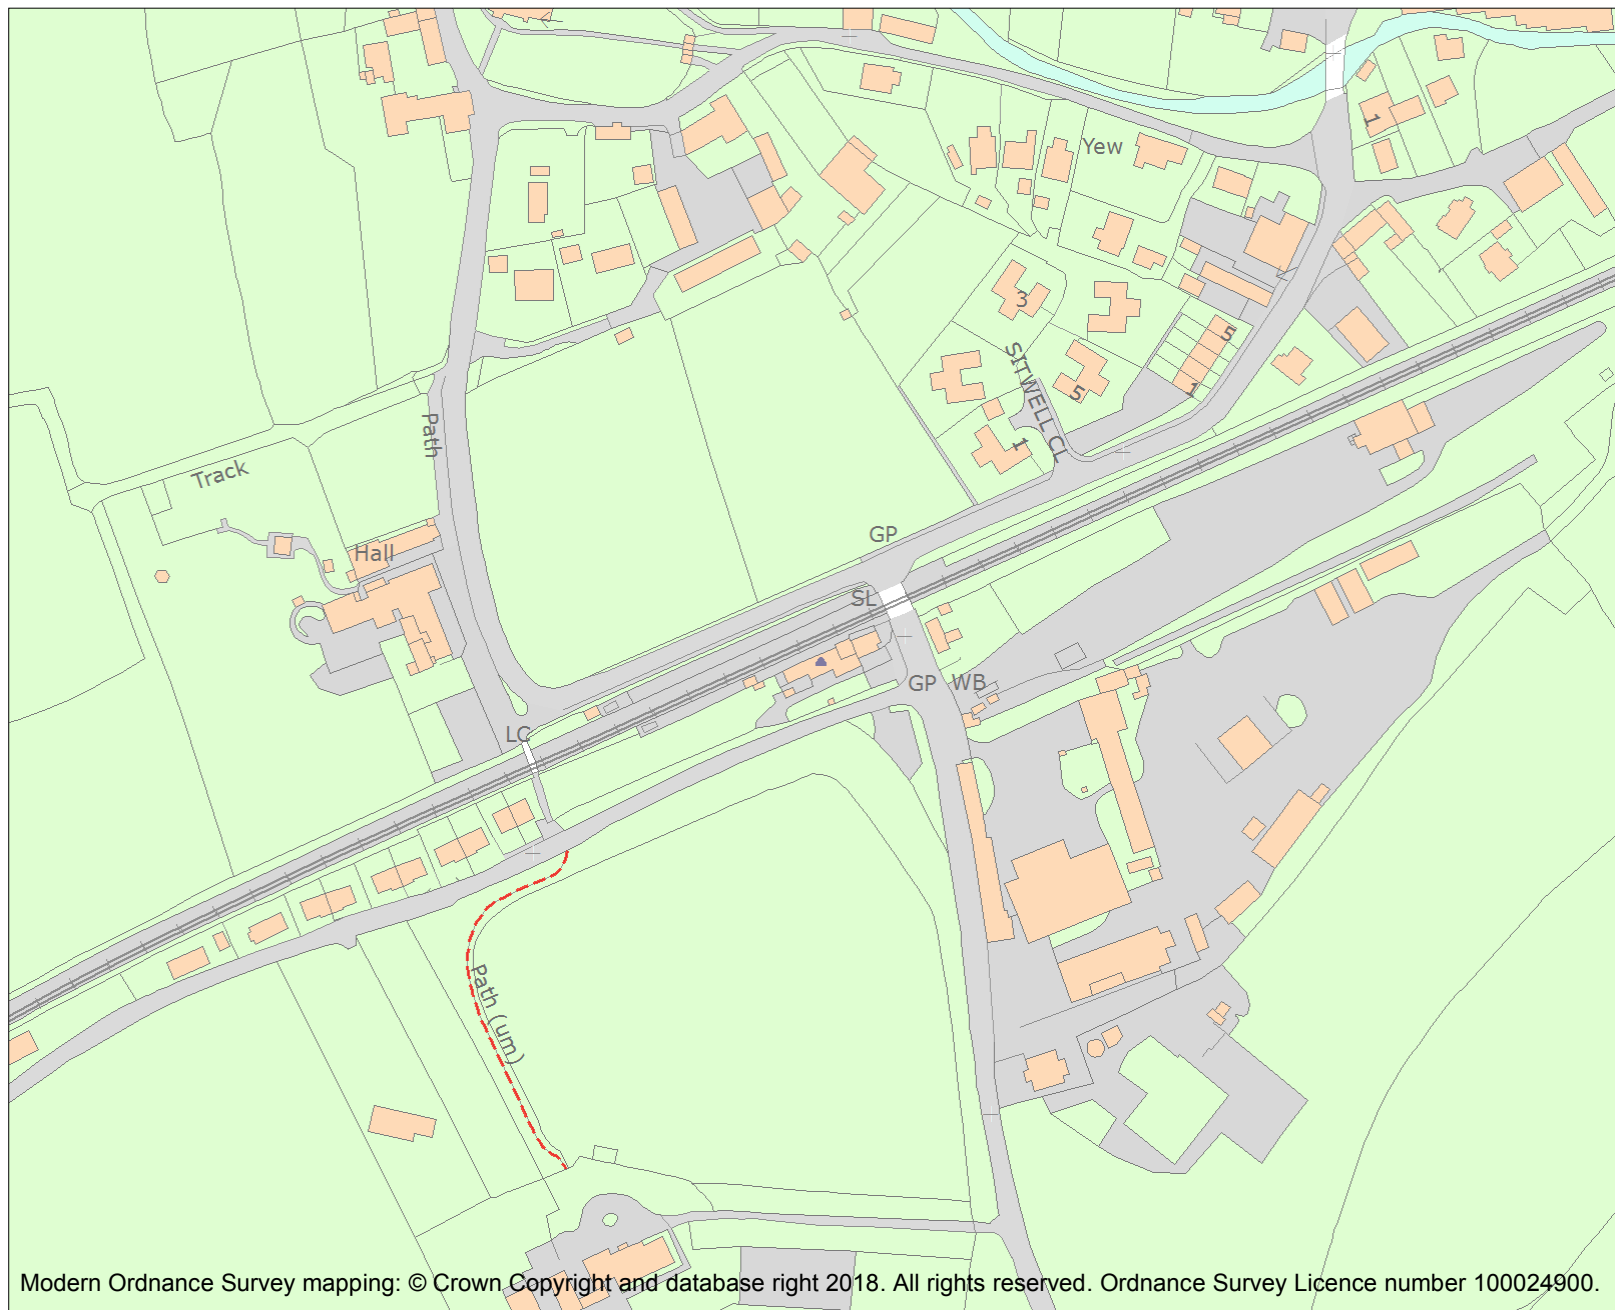 1
Yew
3
5
SITWELL CL
5
1
Path
1
Track
GP
Hall
SL
GP
WB
LC
Path (um)
Modern Ordnance Survey mapping: © Crown Copyright and database right 2018. All rights reserved. Ordnance Survey Licence number 100024900.